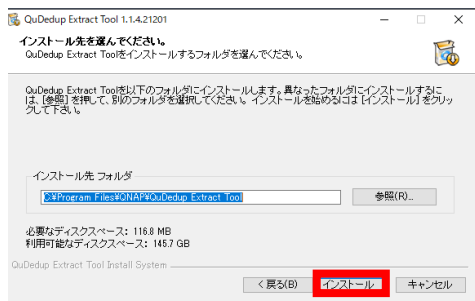 QuDedup Extract Tool 1.1.4.21201
インストール先を選んでください。
QuDedup Extract Toolをインストールするフォルダを選んでください。
QuDedup Extract Toolを以下のフォルダにインストールします。異なったフォルダにインストールするに
は、[参照] を押して、別のフォルダを選択してください。インストールを始めるには [インストール] をクリッ
クして下さい。
インストール先 フォルダ
C:¥Program Files¥QNAP¥QuDedup Extract Tool
参照(R)...
必要なディスクスペース: 116.8 MB
利用可能なディスクスペース: 145.7 GB
QuDedup Extract Tool Install System
< 戻る(B)
インストール
キャンセル